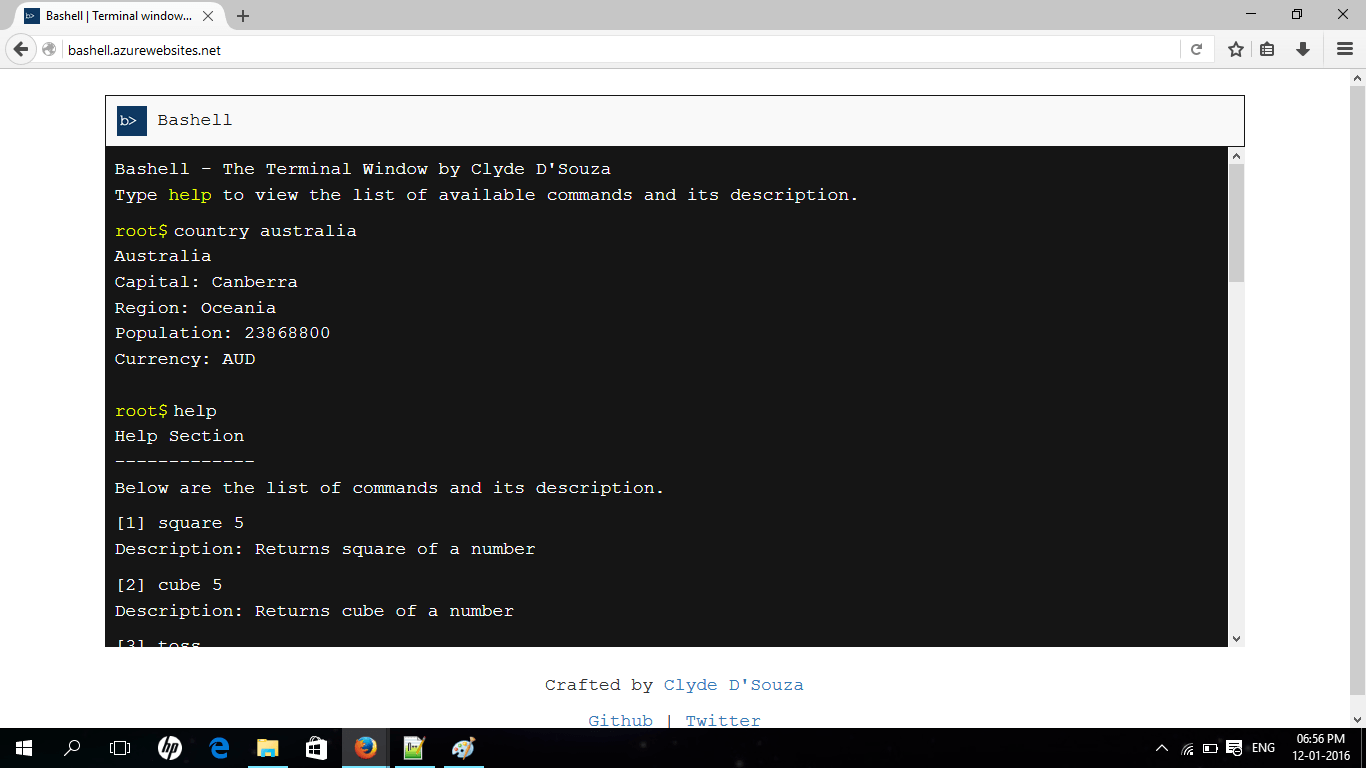 Bashell | Terminal window...
bashell.azurewebsites.net
b> Bashell
Bashell - The Terminal Window by Clyde D'Souza
Type help to view the list of available commands and its description.
root$ country australia
Australia
Capital: Canberra
Region: Oceania
Population: 23868800
Currency: AUD
root$ help
Help Section
-------------
Below are the list of commands and its description.
[1] square 5
Description: Returns square of a number
[2] cube 5
Description: Returns cube of a number
[3] toss
Crafted by Clyde D'Souza
Github | Twitter
hp
ENG
06:56 PM
12-01-2016